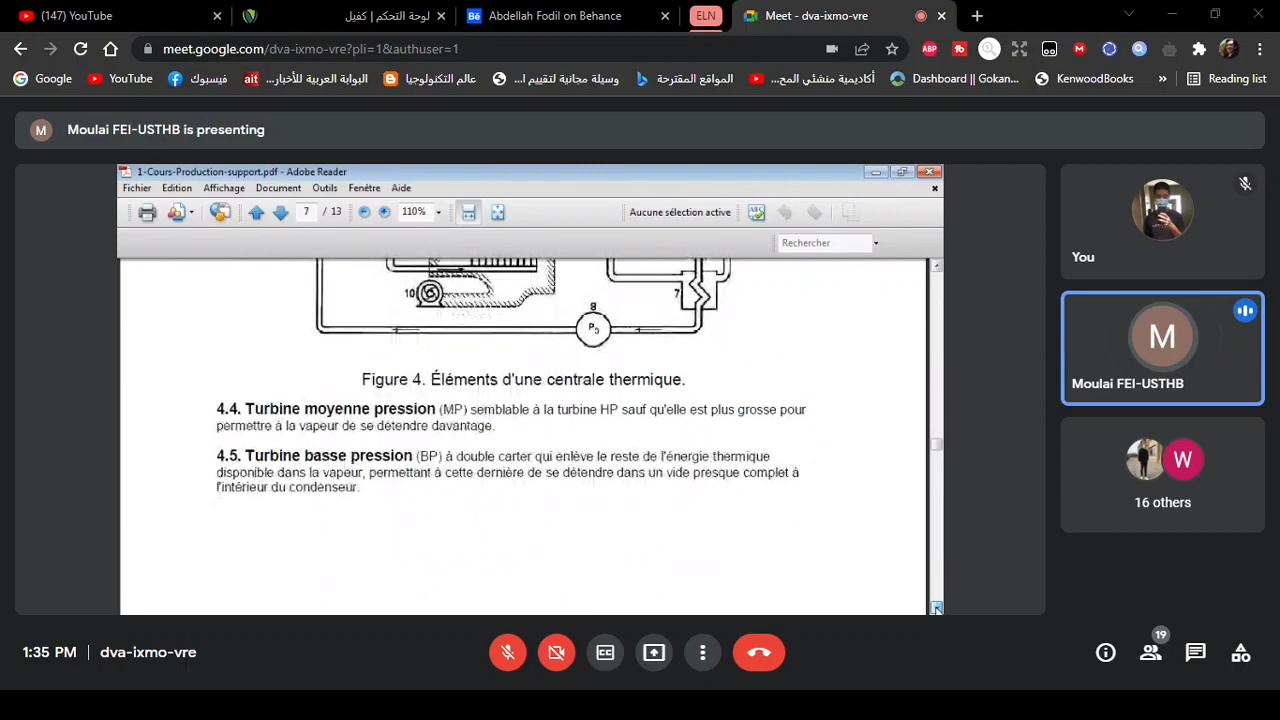 (147) YouTube
لوحة التحكم | كفيل
Abdellah Fodil on Behance
ELN
Meet - dva-ixmo-vre
meet.google.com/dva-ixmo-vre?pli=1&authuser=1
Google
YouTube
فيسبوك
ait
البوابة العربية للأخبار...
عالم التكنولوجيا
وسيلة مجانية لتقييم ا...
المواقع المقترحة
أكاديمية منشئي المح...
Dashboard || Gokan...
KenwoodBooks
»
Reading list
M
Moulai FEI-USTHB is presenting
1-Cours-Production-support.pdf - Adobe Reader
Fichier Edition Affichage Document Outils Fenêtre Aide
7 / 13
110%
Aucune sélection active
Rechercher
10
7
8
P3
Figure 4. Éléments d'une centrale thermique.
4.4. Turbine moyenne pression (MP) semblable à la turbine HP sauf qu'elle est plus grosse pour
permettre à la vapeur de se détendre davantage.
4.5. Turbine basse pression (BP) à double carter qui enlève le reste de l'énergie thermique
disponible dans la vapeur, permettant à cette dernière de se détendre dans un vide presque complet à
l'intérieur du condenseur.
You
M
Moulai FEI-USTHB
W
16 others
1:35 PM | dva-ixmo-vre
19